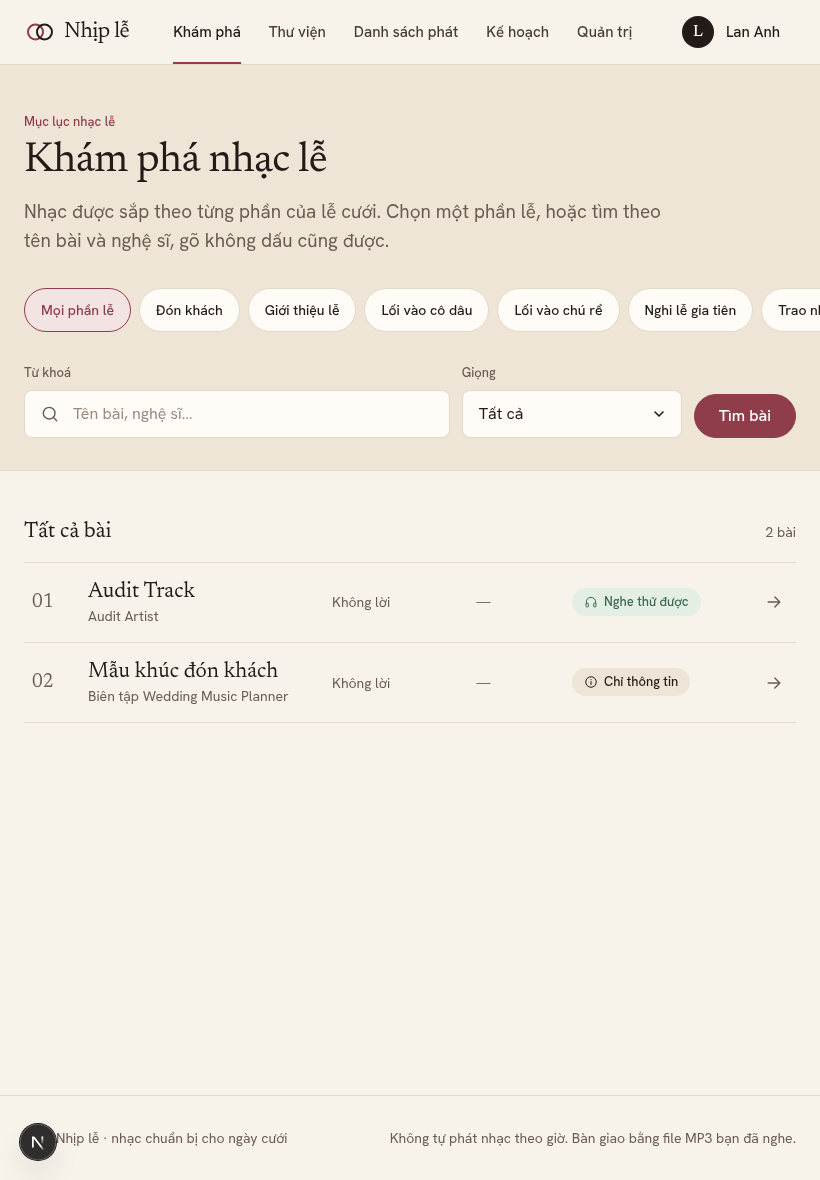 Nhịp lễ
Khám phá
Thư viện
Danh sách phát
Kế hoạch
Quản trị
L
Lan Anh
Mục lục nhạc lễ
Khám phá nhạc lễ
Nhạc được sắp theo từng phần của lễ cưới. Chọn một phần lễ, hoặc tìm theo
tên bài và nghệ sĩ, gõ không dấu cũng được.
Mọi phần lễ
Đón khách
Giới thiệu lễ
Lối vào cô dâu
Lối vào chú rể
Nghi lễ gia tiên
Trao
Từ khoá
Giọng
Tên bài, nghệ sĩ...
Tất cả
Tìm bài
Tất cả bài
2 bài
01
Audit Track
Audit Artist
Không lời
—
Nghe thử được
02
Mẫu khúc đón khách
Biên tập Wedding Music Planner
Không lời
—
Chỉ thông tin
N
Nhịp lễ · nhạc chuẩn bị cho ngày cưới
Không tự phát nhạc theo giờ. Bàn giao bằng file MP3 bạn đã nghe.